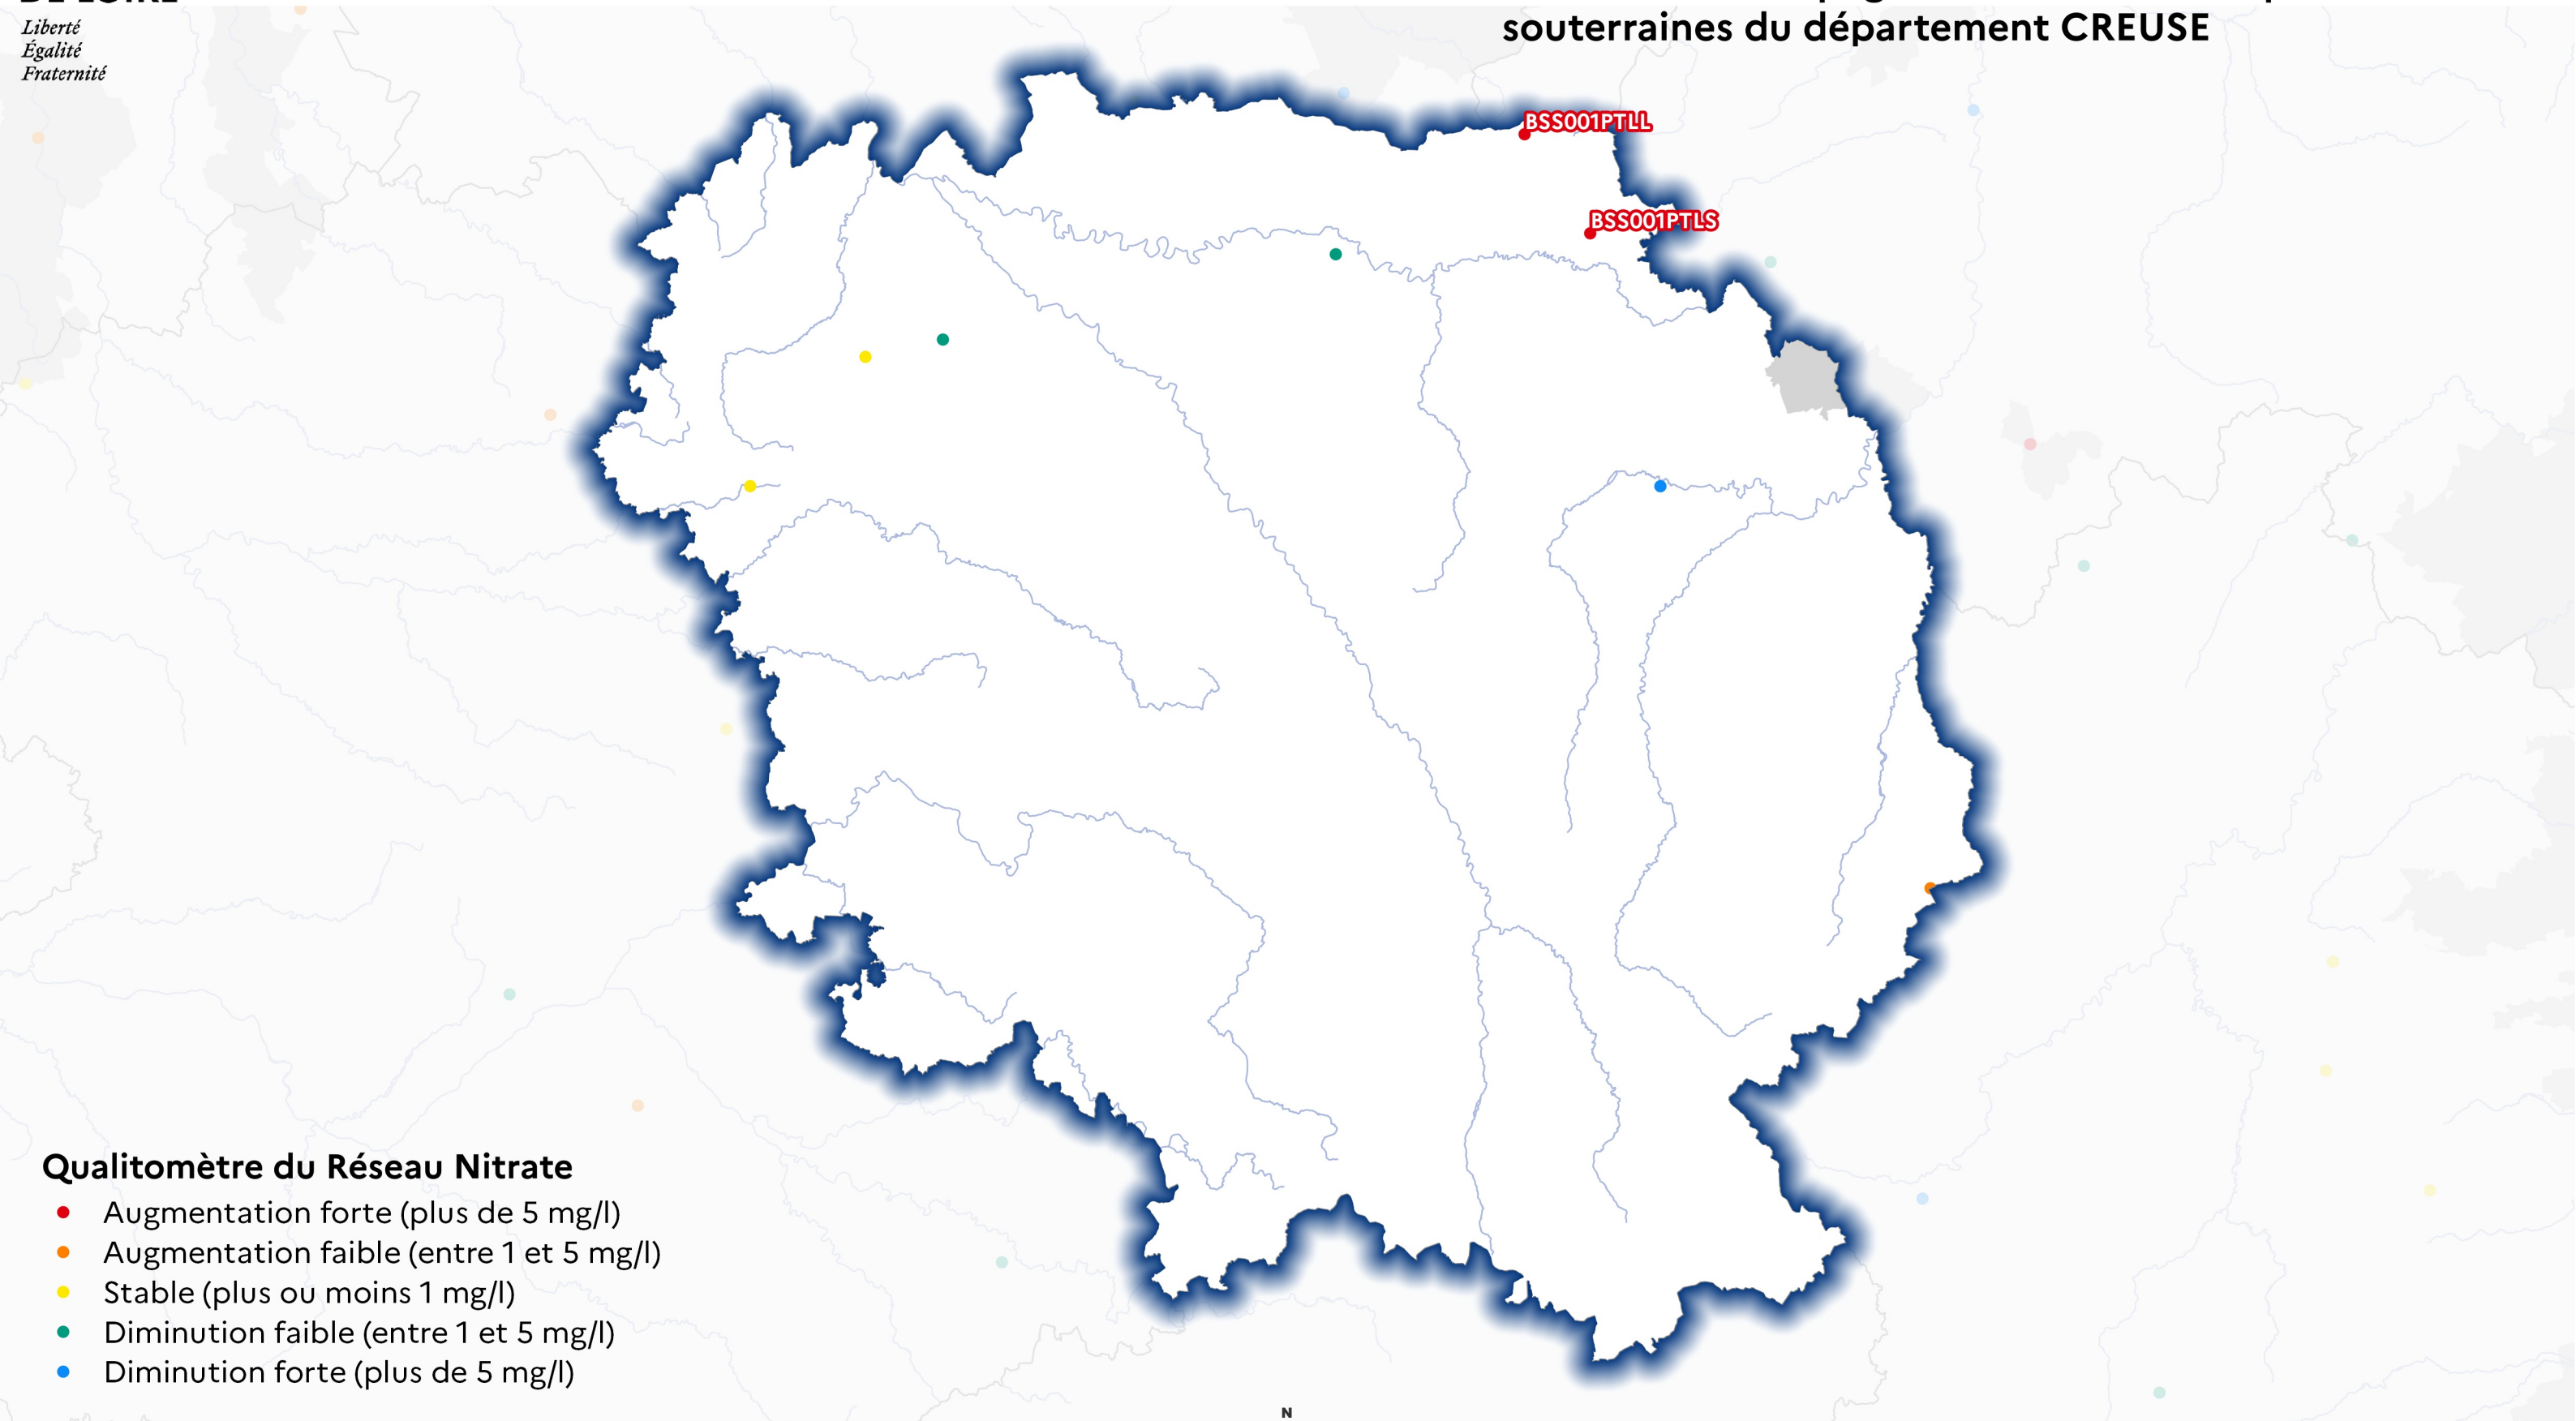 DE LOIRE
Liberté
Égalité
Fraternité
souterraines du département CREUSE
BSS001PTLL
BSS001PTLS
Qualitomètre du Réseau Nitrate
Augmentation forte (plus de 5 mg/l)
Augmentation faible (entre 1 et 5 mg/l)
Stable (plus ou moins 1 mg/l)
Diminution faible (entre 1 et 5 mg/l)
Diminution forte (plus de 5 mg/l)
N